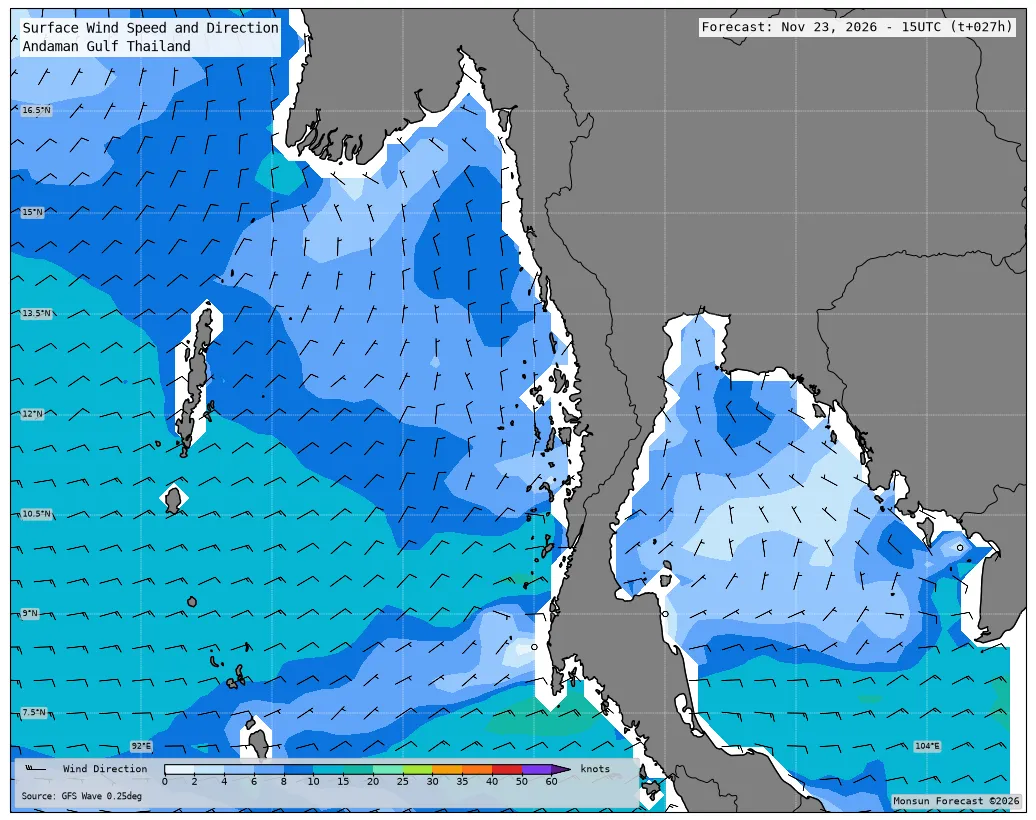 Surface Wind Speed and Direction
Andaman Gulf Thailand
Forecast: Nov 23, 2026 - 15UTC (t+027h)
16.5°N
15°N
13.5°N
12°N
10.5°N
9°N
7.5°N
92°E
104°E
Wind Direction
0 2 4 6 8 10 15 20 25 30 35 40 50 60 knots
Source: GFS Wave 0.25deg
Monsun Forecast ©2026